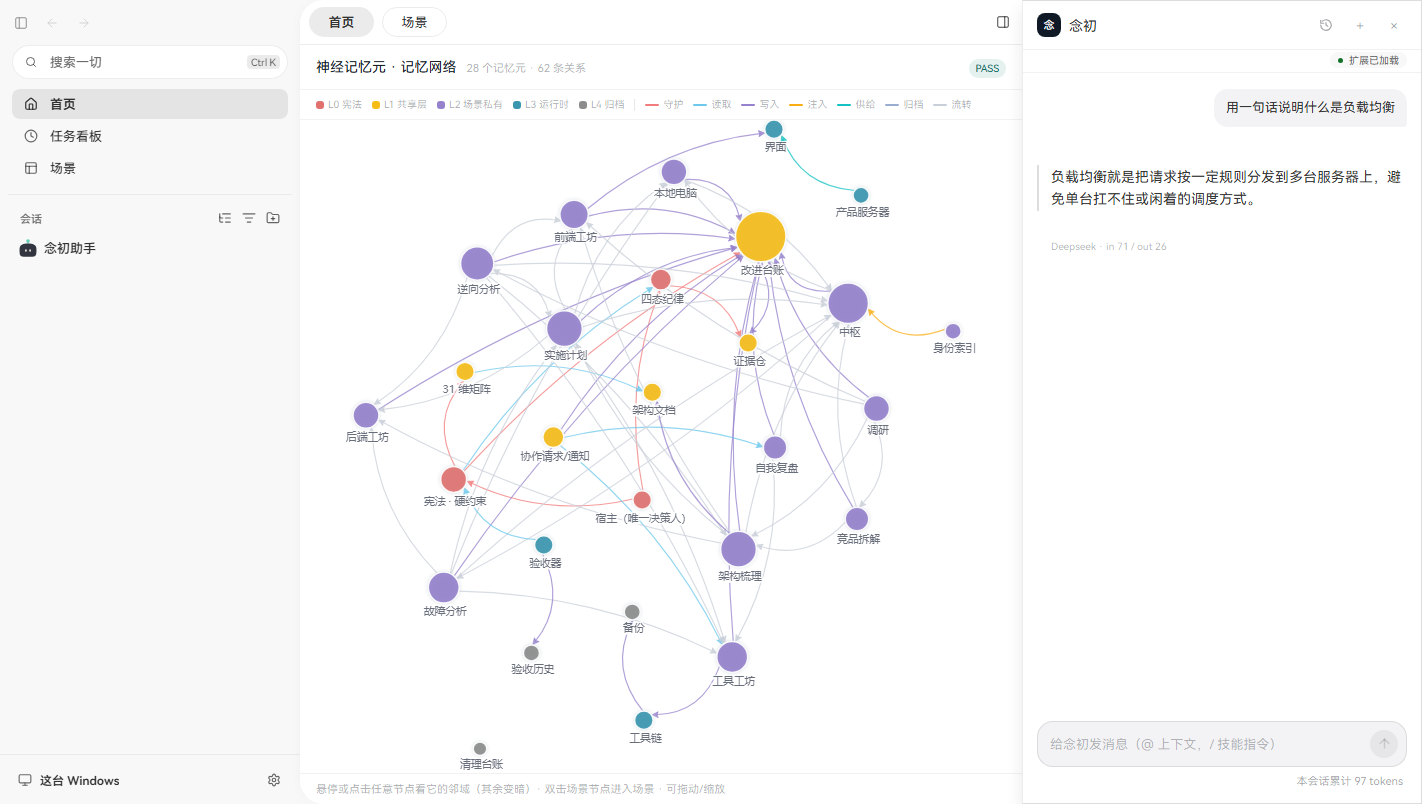 搜索一切
Ctrl K
首页
任务看板
场景
会话
念初助手
这台 Windows
首页
场景
神经记忆元 · 记忆网络
28 个记忆元 · 62 条关系
PASS
L0 宪法
L1 共享层
L2 场景私有
L3 运行时
L4 归档
守护
读取
写入
注入
供给
归档
流转
界面
本地电脑
产品服务器
前端工坊
改进台账
逆向分析
四态纪律
中枢
身份索引
实施计划
证据仓
31 维矩阵
架构文档
后端工坊
调研
协作请求/通知
自我复盘
宪法 · 硬约束
宿主（唯一决策人）
竞品拆解
验收器
架构梳理
故障分析
备份
验收历史
工具工坊
工具链
清理台账
悬停或点击任意节点看它的邻域（其余变暗）· 双击场景节点进入场景 · 可拖动/缩放
念
念初
扩展已加载
用一句话说明什么是负载均衡
负载均衡就是把请求按一定规则分发到多台服务器上，避
免单台扛不住或闲着的调度方式。
Deepseek · in 71 / out 26
给念初发消息（@ 上下文，/ 技能指令）
本会话累计 97 tokens